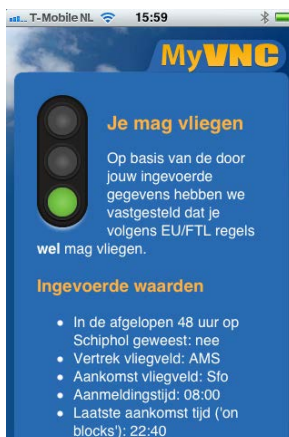 T-Mobile NL 15:59
MyVNC
Je mag vliegen
Op basis van de door
jouw ingevoerde
gegevens hebben we
vastgesteld dat je
volgens EU/FTL regels
wel mag vliegen.
Ingevoerde waarden
In de afgelopen 48 uur op
Schiphol geweest: nee
Vertrek vliegveld: AMS
Aankomst vliegveld: Sfo
Aanmeldingstijd: 08:00
Laatste aankomst tijd ('on
blocks'): 22:40